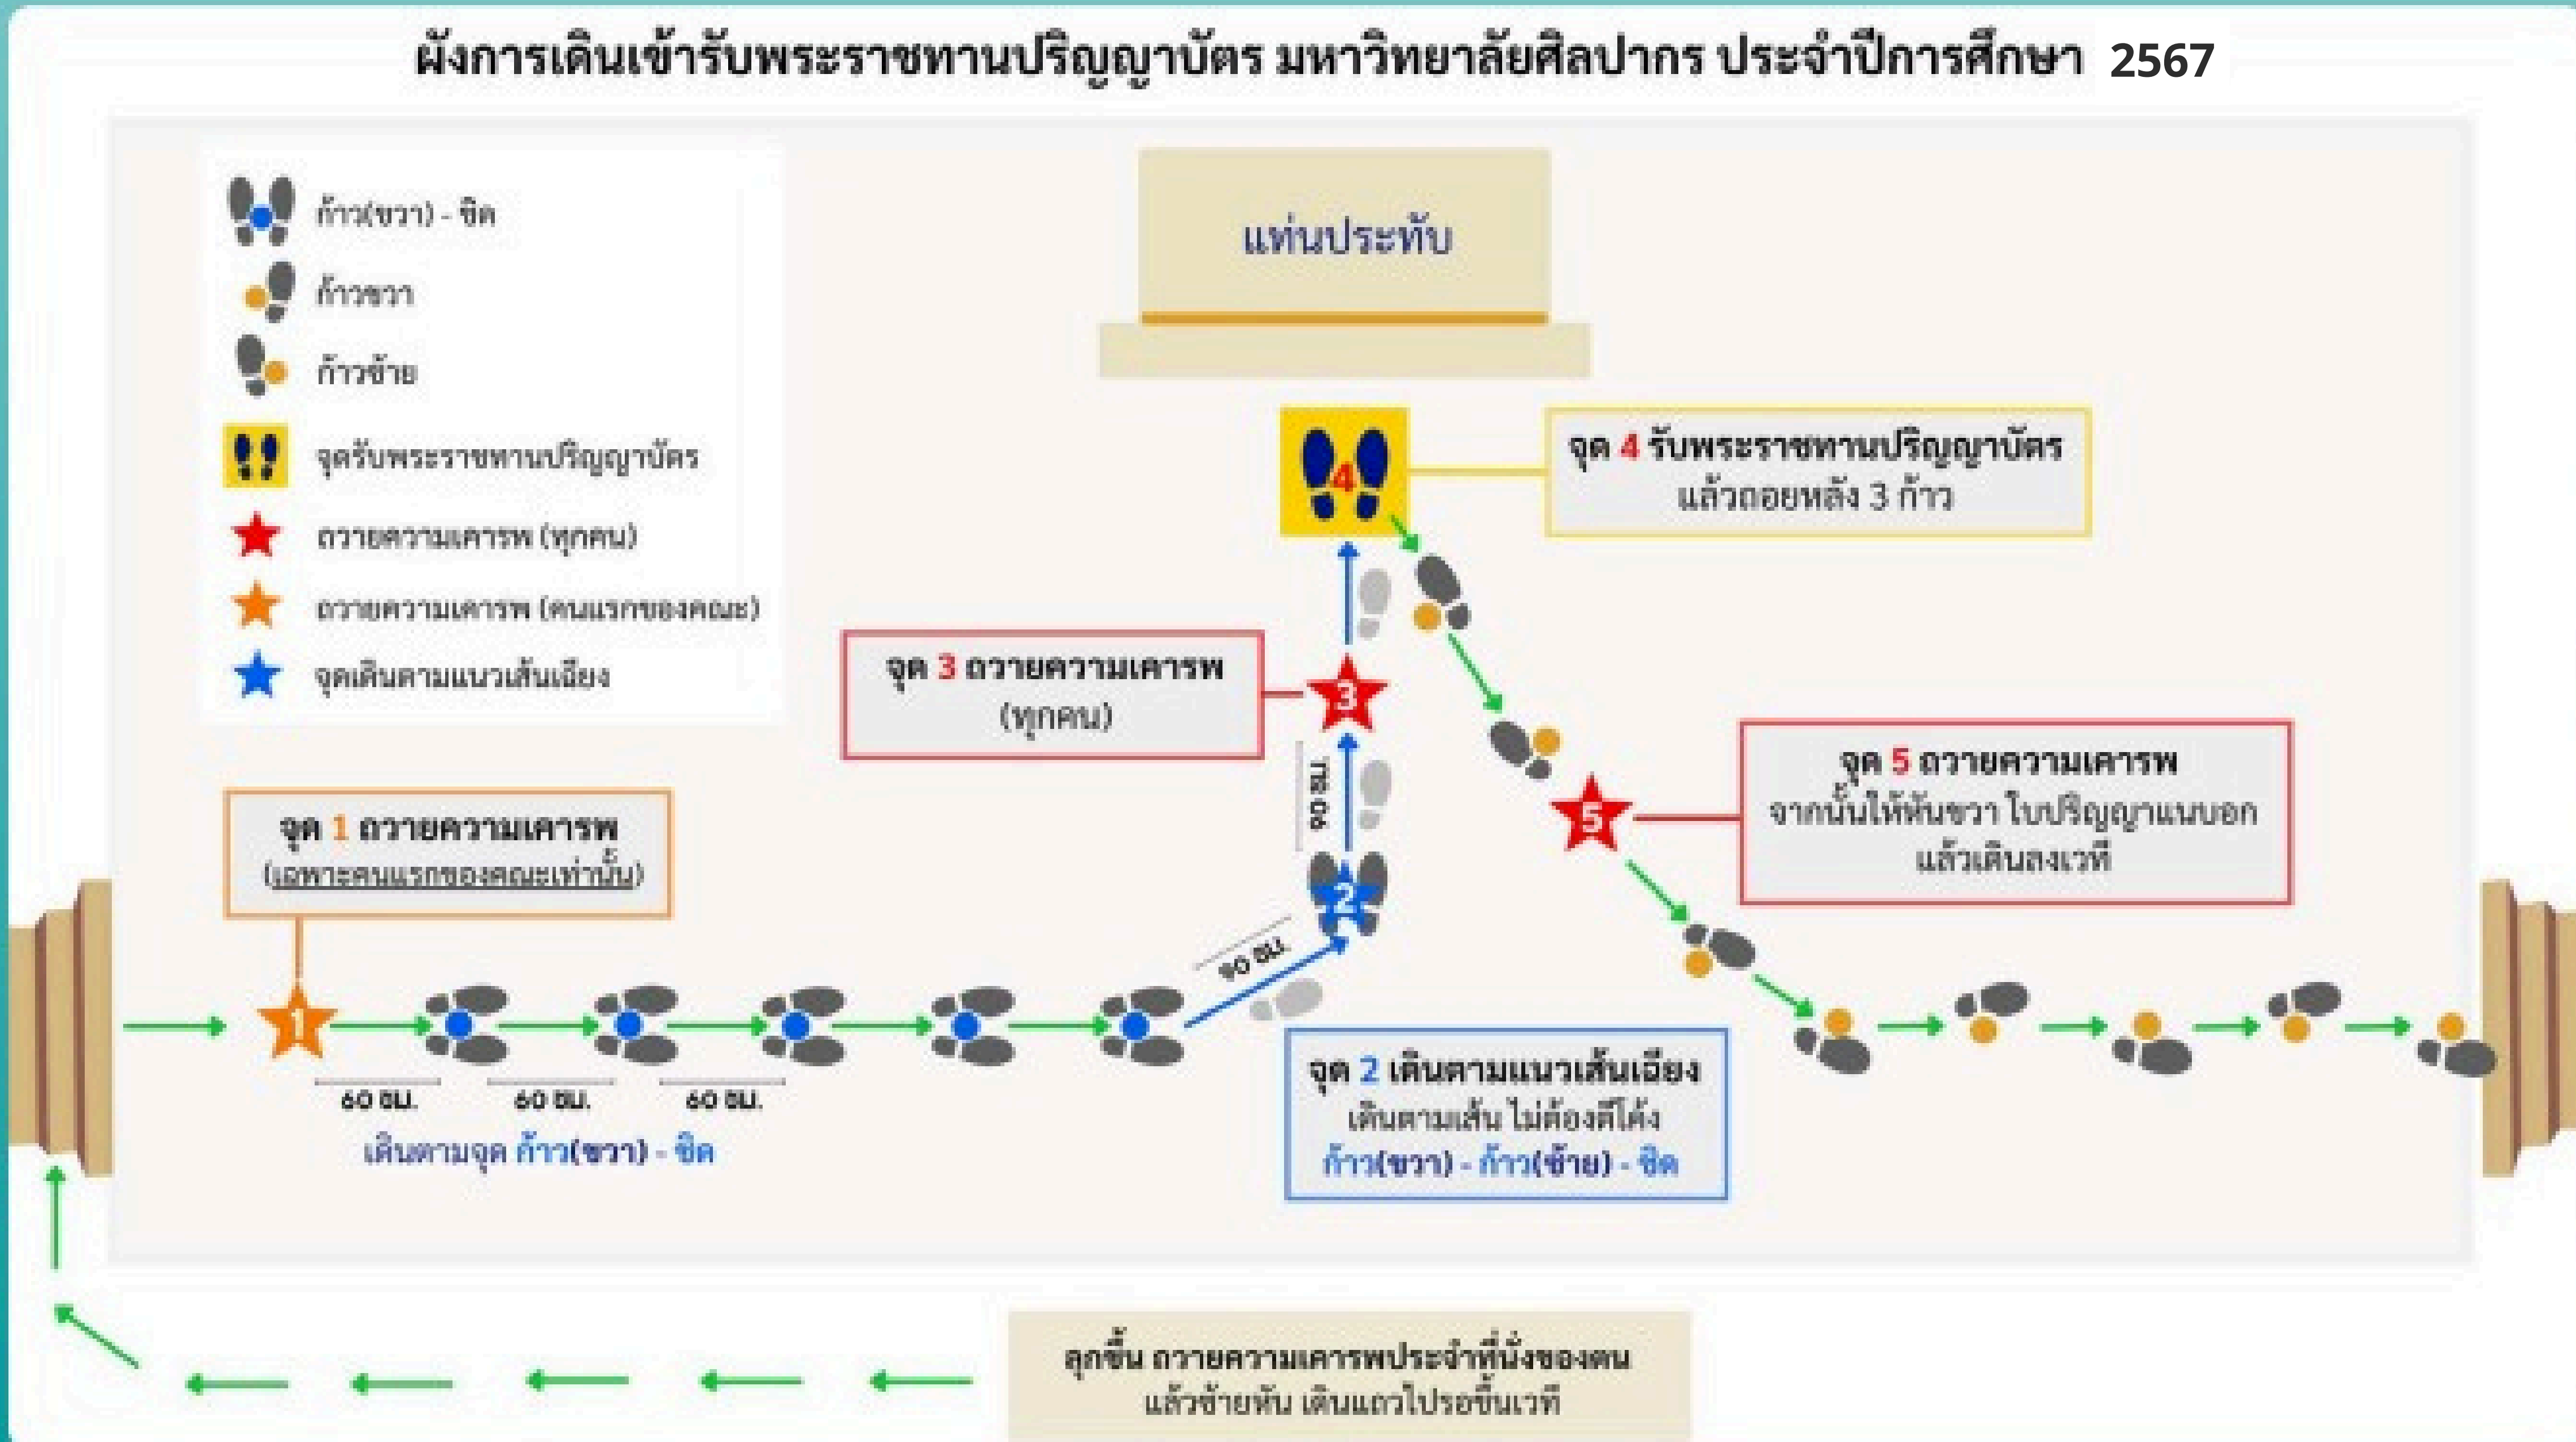 ผังการเดินเข้ารับพระราชทานปริญญาบัตร มหาวิทยาลัยศิลปากร ประจำปีการศึกษา 2567
ก้าว(ขวา) - ชิด
ก้าวขวา
ก้าวซ้าย
จุดรับพระราชทานปริญญาบัตร
ถวายความเคารพ (ทุกคน)
ถวายความเคารพ (คนแรกของคณะ)
จุดเดินตามแนวเส้นเฉียง
แท่นประทับ
4
จุด 4 รับพระราชทานปริญญาบัตร
แล้วถอยหลัง 3 ก้าว
จุด 3 ถวายความเคารพ
(ทุกคน)
3
90 ซม.
จุด 5 ถวายความเคารพ
จากนั้นให้หันขวา ใบปริญญาแนบอก
แล้วเดินลงเวที
5
จุด 1 ถวายความเคารพ
(เฉพาะคนแรกของคณะเท่านั้น)
2
90 ซม.
1
60 ซม.
60 ซม.
60 ซม.
เดินตามจุด ก้าว(ขวา) - ชิด
จุด 2 เดินตามแนวเส้นเฉียง
เดินตามเส้น ไม่ต้องตีโค้ง
ก้าว(ขวา) - ก้าว(ซ้าย) - ชิด
ลุกขึ้น ถวายความเคารพประจำที่นั่งของตน
แล้วซ้ายหัน เดินแถวไปรอขึ้นเวที